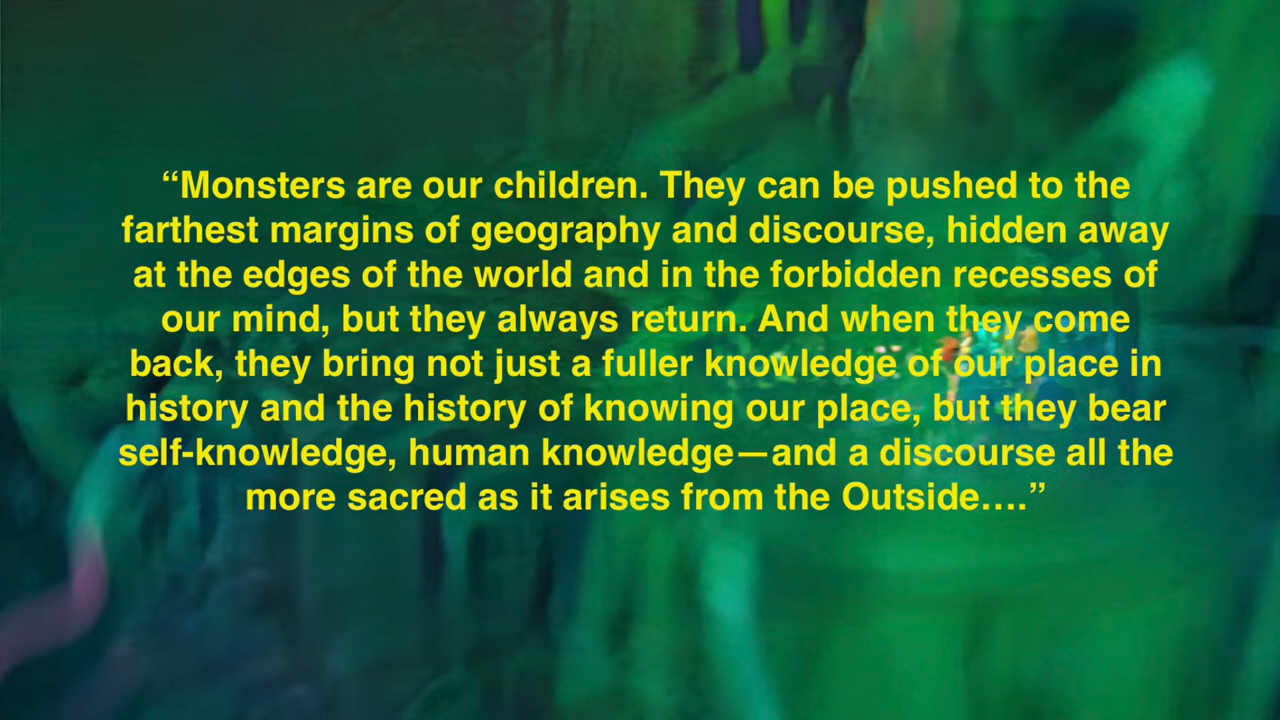 “Monsters are our children. They can be pushed to the
farthest margins of geography and discourse, hidden away
at the edges of the world and in the forbidden recesses of
our mind, but they always return. And when they come
back, they bring not just a fuller knowledge of our place in
history and the history of knowing our place, but they bear
self-knowledge, human knowledge—and a discourse all the
more sacred as it arises from the Outside….”